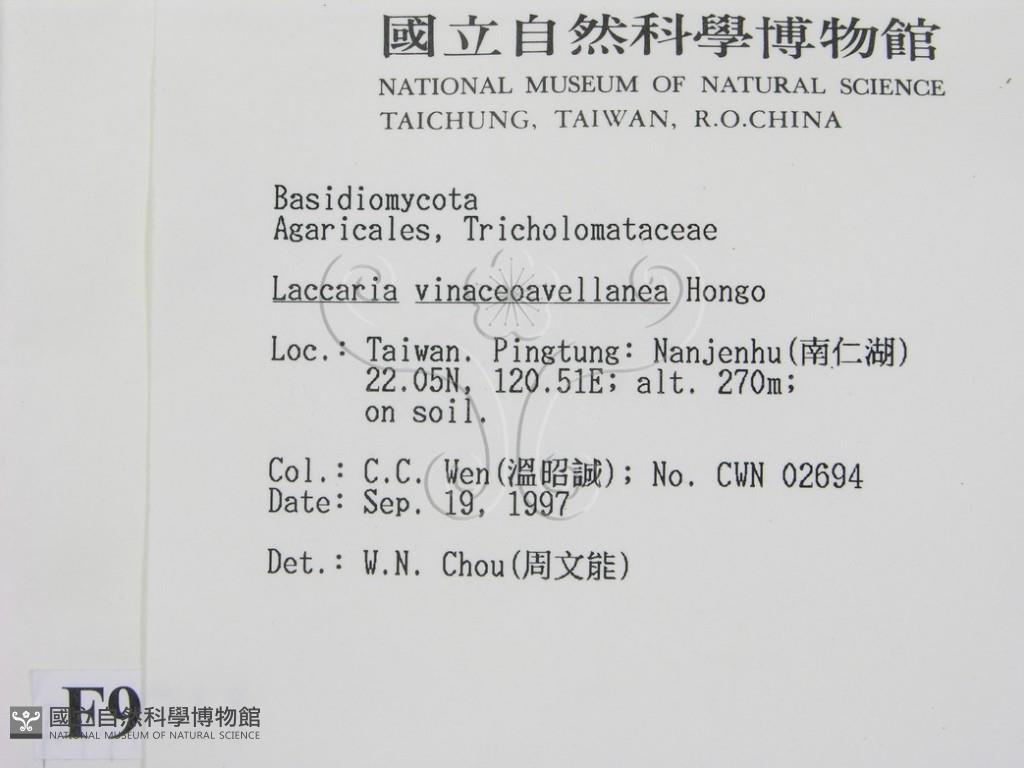 國立自然科學博物館
NATIONAL MUSEUM OF NATURAL SCIENCE
TAICHUNG, TAIWAN, R.O.CHINA
Basidiomycota
Agaricales, Tricholomataceae
Laccaria vinaceoavellanea Hongo
Loc.: Taiwan. Pingtung: Nanjenhu(南仁湖)
22.05N, 120.51E; alt. 270m;
on soil.
Col.: C.C. Wen(溫昭誠); No. CWN 02694
Date: Sep. 19, 1997
Det.: W.N. Chou(周文能)
F9
國立自然科學博物館
NATIONAL MUSEUM OF NATURAL SCIENCE